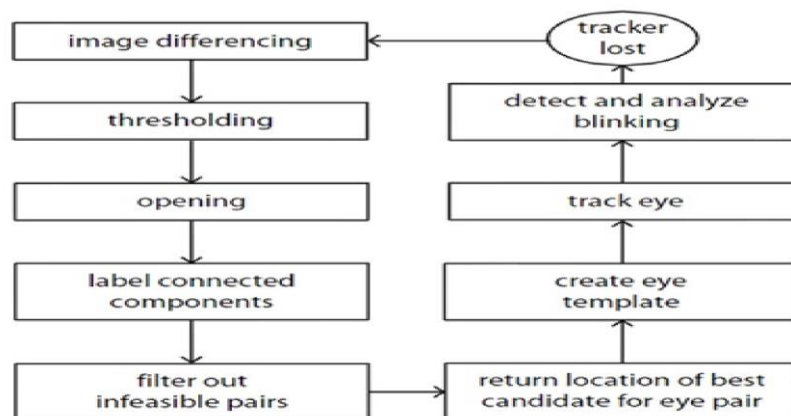 image differencing
thresholding
opening
label connected
components
filter out
infeasible pairs
return location of best
candidate for eye pair
create eye
template
track eye
detect and analyze
blinking
tracker
lost